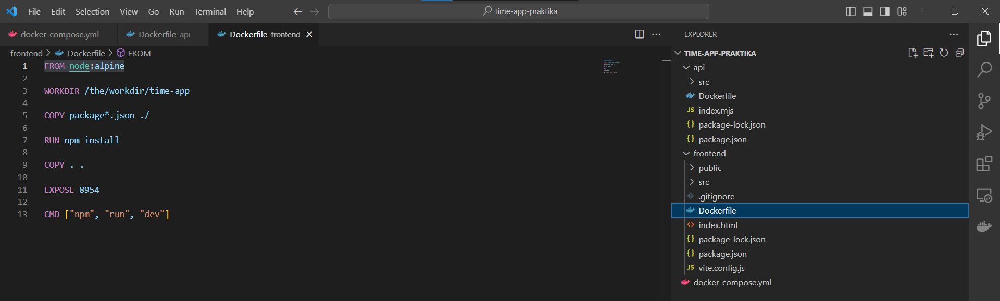 File Edit Selection View Go Run Terminal Help
time-app-praktika
docker-compose.yml
Dockerfile api
Dockerfile frontend
frontend > Dockerfile > FROM
1 FROM node:alpine
2
3 WORKDIR /the/workdir/time-app
4
5 COPY package*.json ./
6
7 RUN npm install
8
9 COPY . .
10
11 EXPOSE 8954
12
13 CMD ["npm", "run", "dev"]
EXPLORER
TIME-APP-PRAKTIKA
api
src
Dockerfile
JS index.mjs
{} package-lock.json
{} package.json
frontend
public
src
.gitignore
Dockerfile
<> index.html
{} package-lock.json
{} package.json
JS vite.config.js
docker-compose.yml